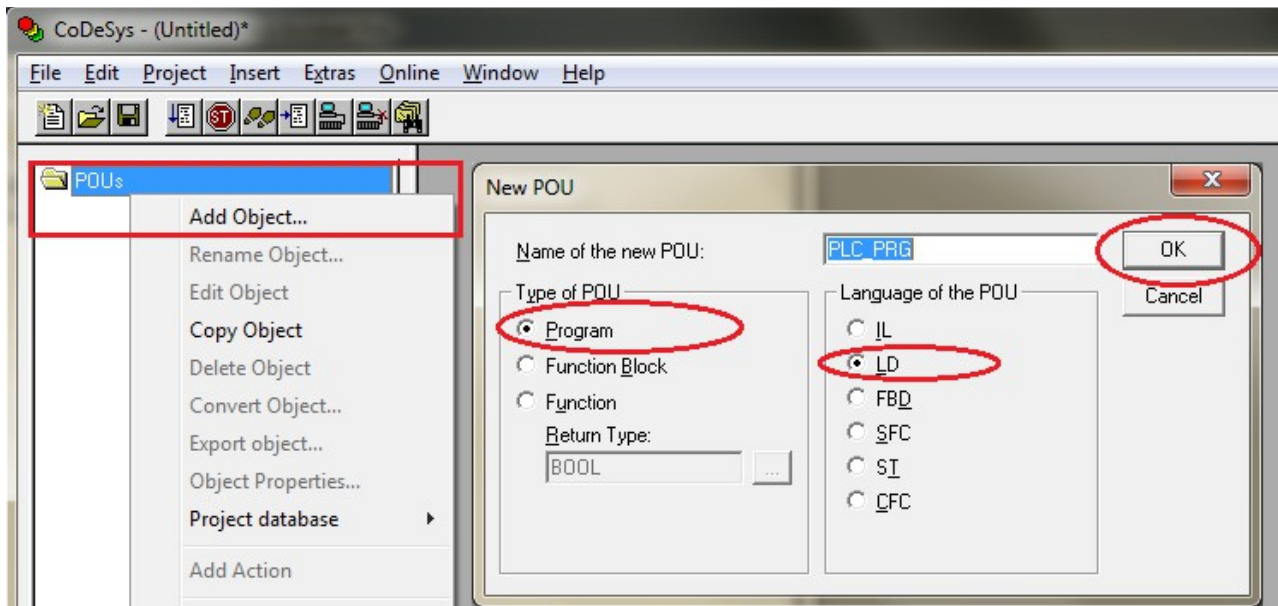 CoDeSys - (Untitled)*
File Edit Project Insert Extras Online Window Help
ST
POUs
Add Object...
Rename Object...
Edit Object
Copy Object
Delete Object
Convert Object...
Export object...
Object Properties...
Project database
Add Action
New POU
Name of the new POU:
PLC_PRG
OK
Cancel
Type of POU
Program
Function Block
Function
Return Type:
BOOL
...
Language of the POU
IL
LD
FBD
SFC
ST
CFC